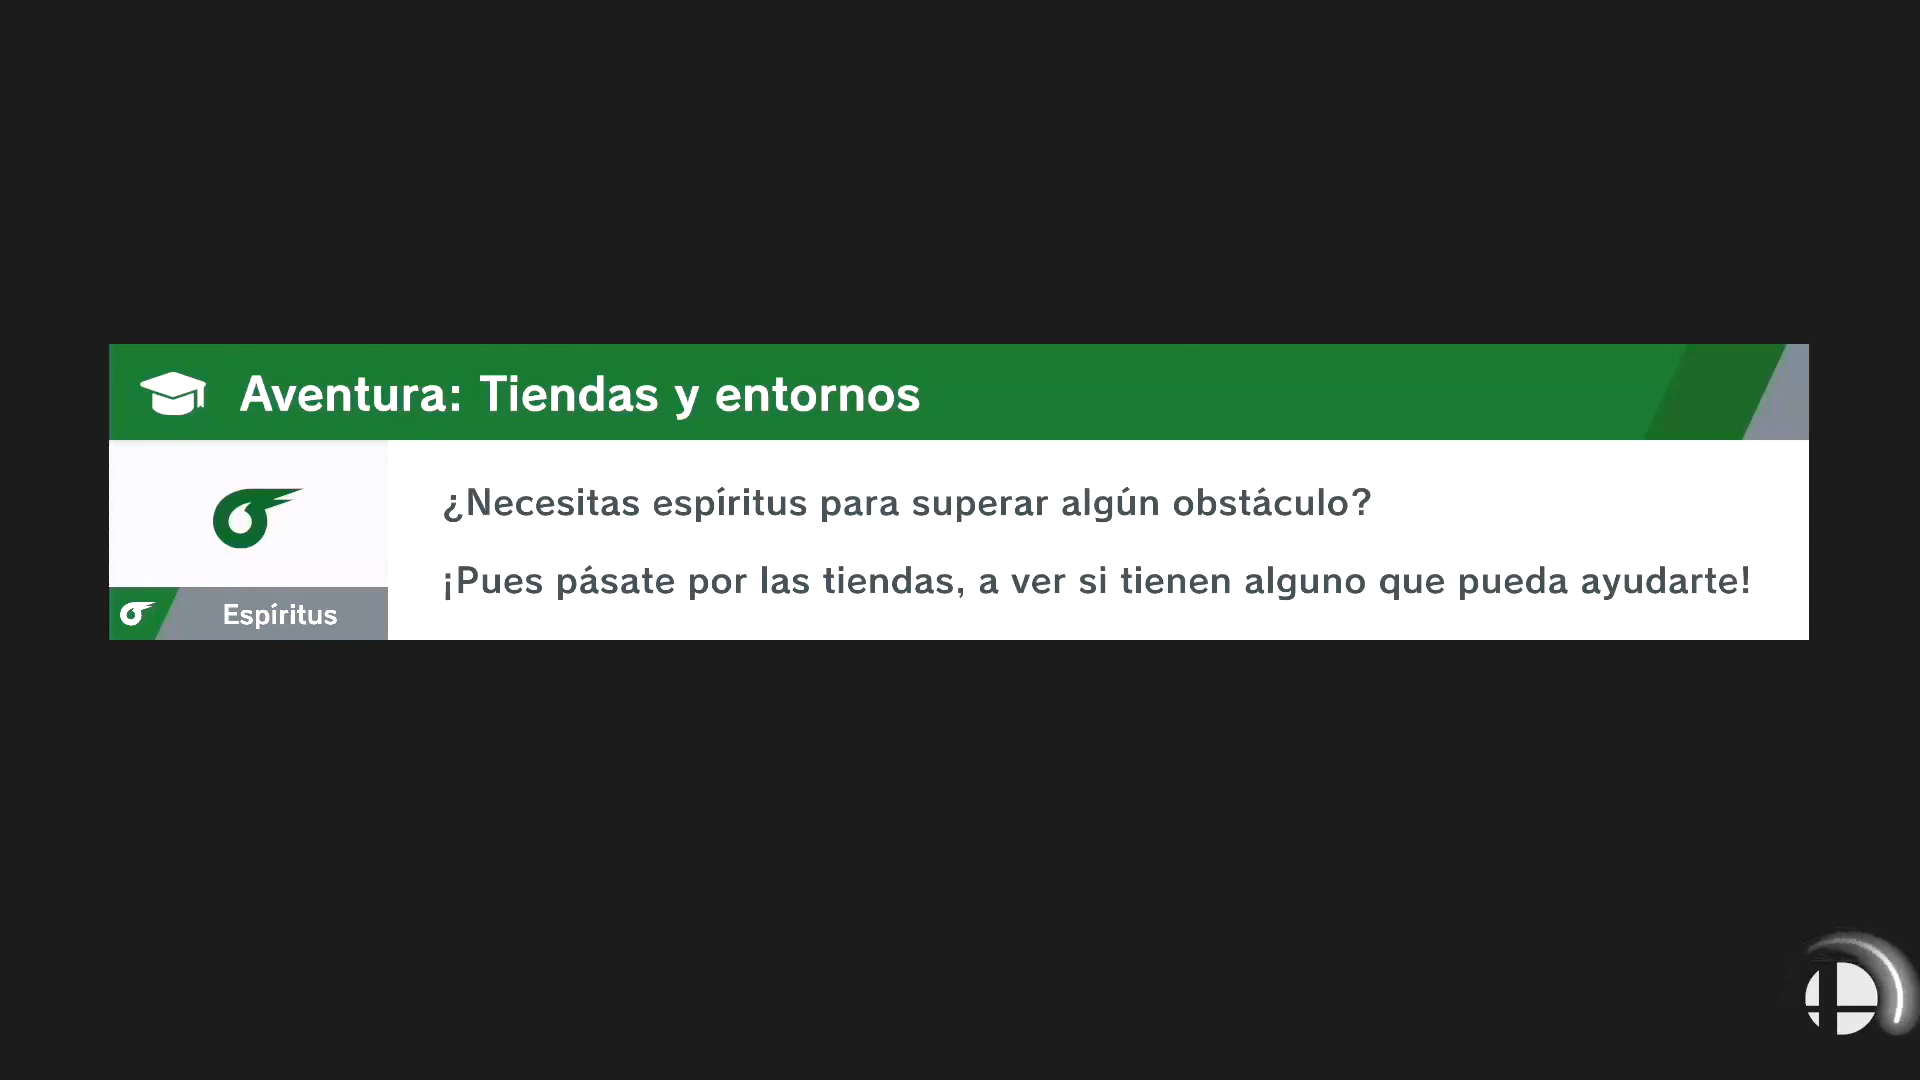 Aventura: Tiendas y entornos
¿Necesitas espíritus para superar algún obstáculo?
¡Pues pásate por las tiendas, a ver si tienen alguno que pueda ayudarte!
Espíritus